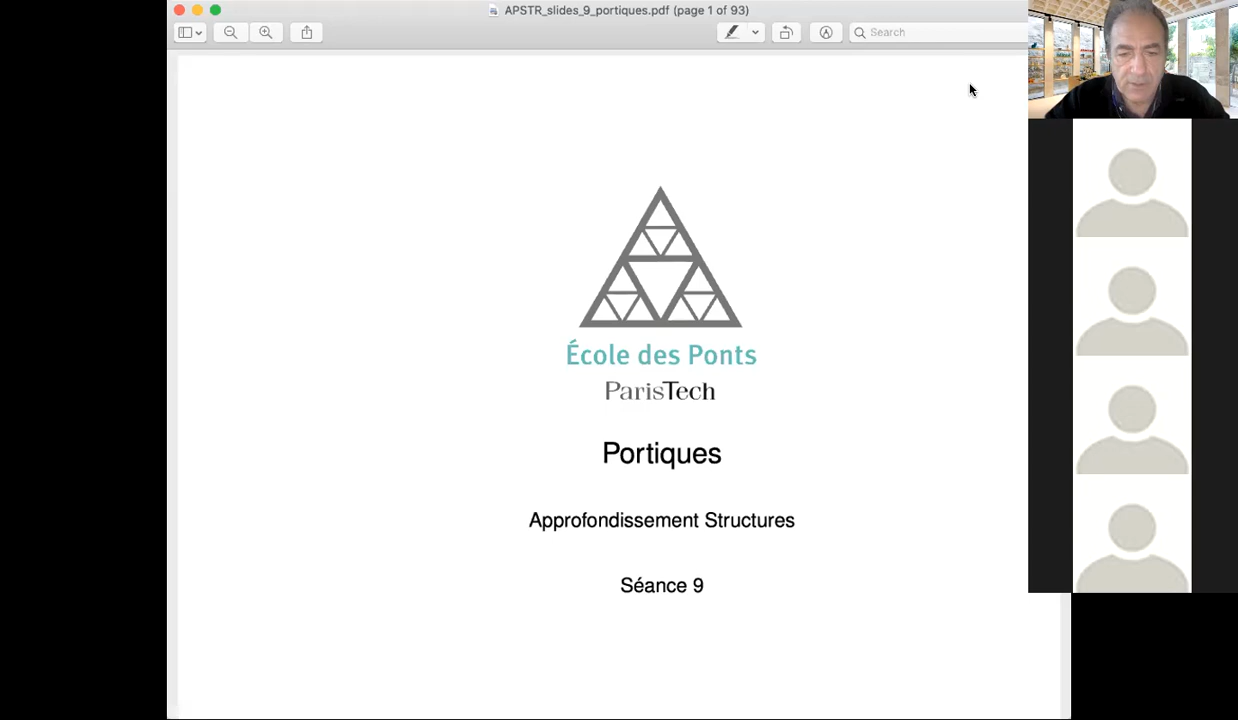 APSTR_slides_9_portiques.pdf (page 1 of 93)
Search
École des Ponts
ParisTech
Portiques
Approfondissement Structures
Séance 9